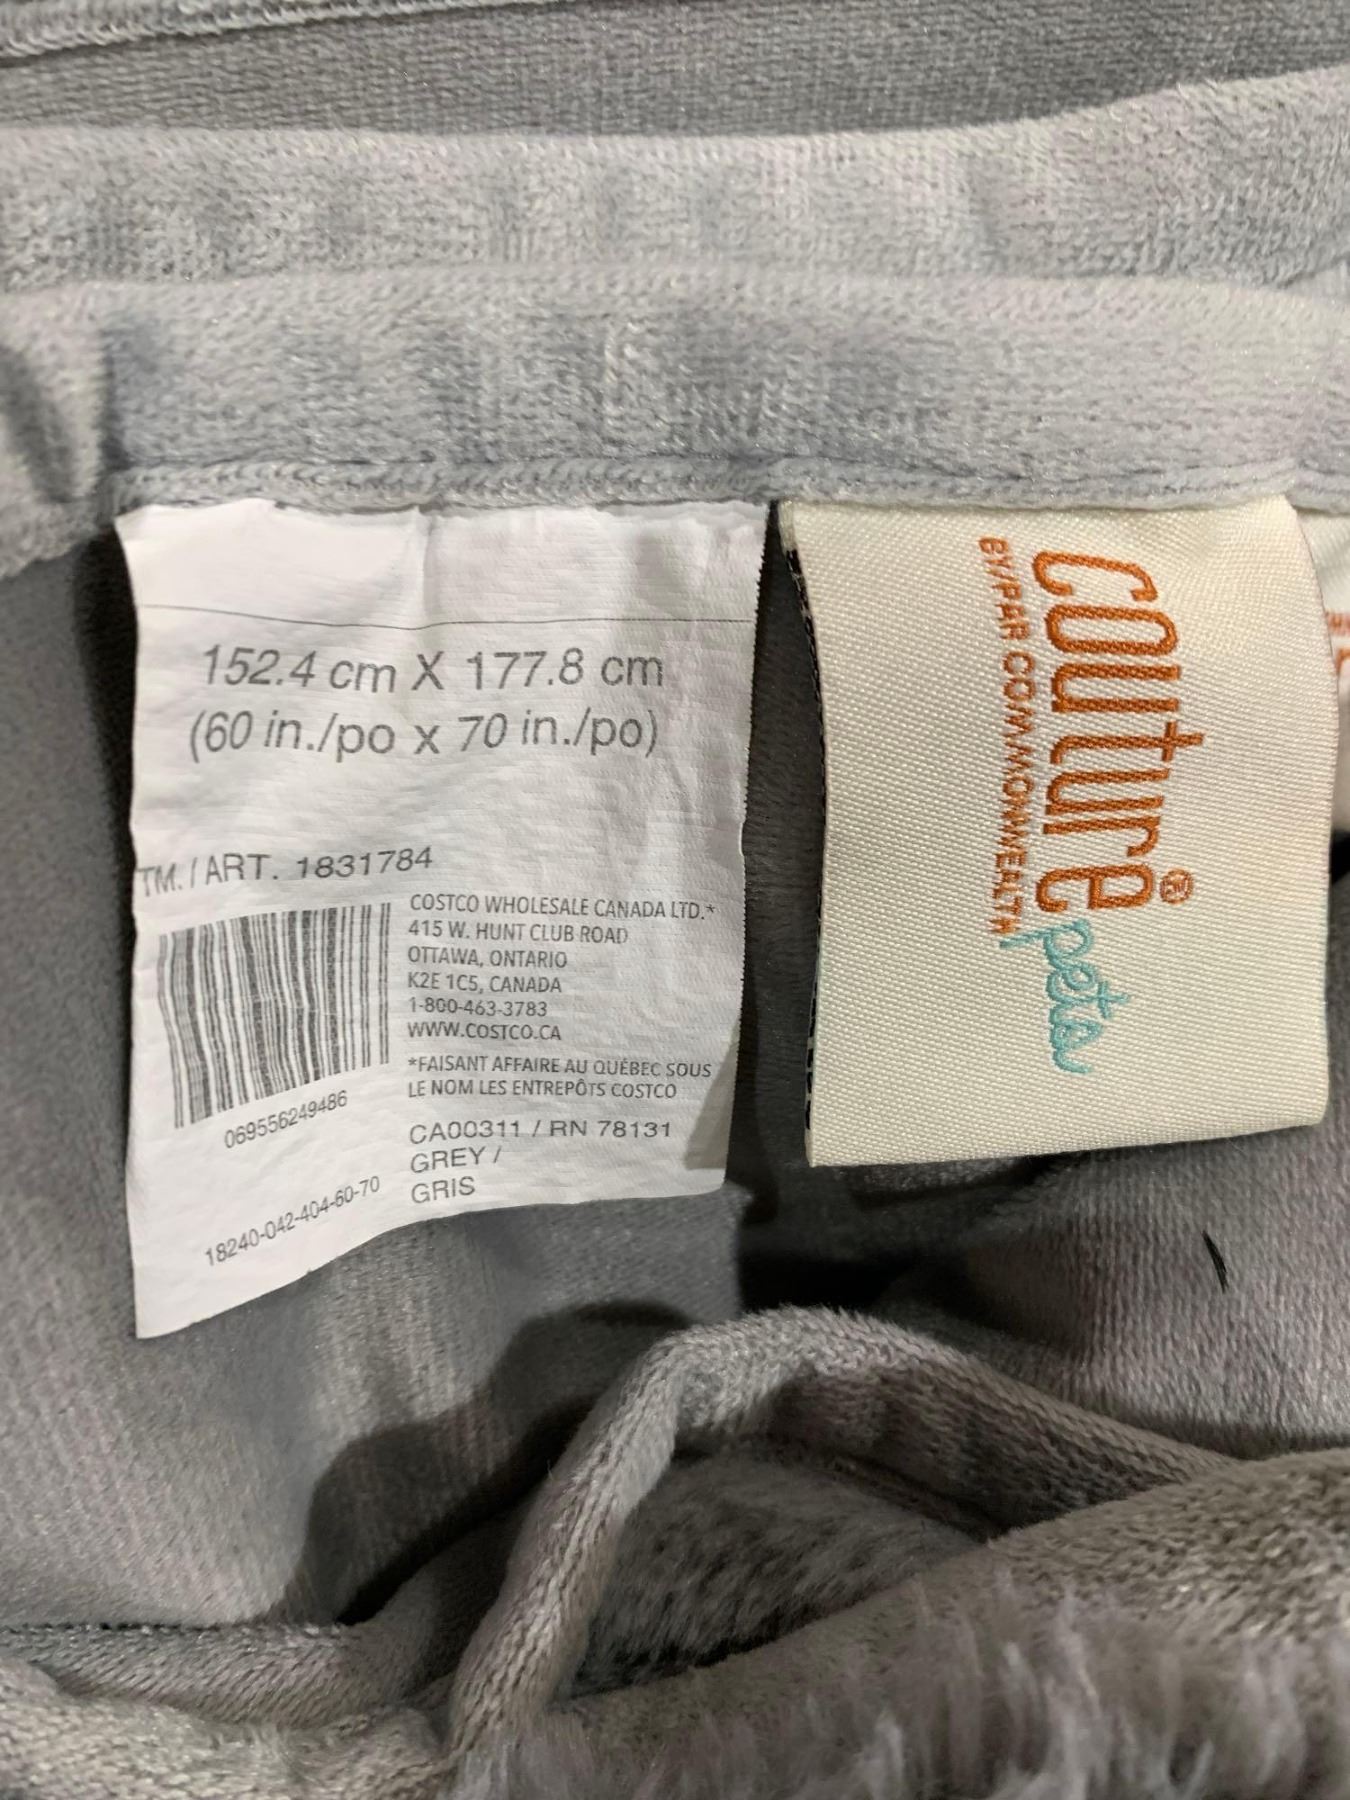 152.4 cm X 177.8 cm
(60 in./po x 70 in./po)
TM. / ART. 1831784
COSTCO WHOLESALE CANADA LTD.*
415 W. HUNT CLUB ROAD
OTTAWA, ONTARIO
K2E 1C5, CANADA
1-800-463-3783
WWW.COSTCO.CA
*FAISANT AFFAIRE AU QUÉBEC SOUS
LE NOM LES ENTREPÔTS COSTCO
069556249486
CA00311 / RN 78131
GREY /
GRIS
18240-042-404-60-70
couture®
pets
BY/PAR COMMONWEALTH